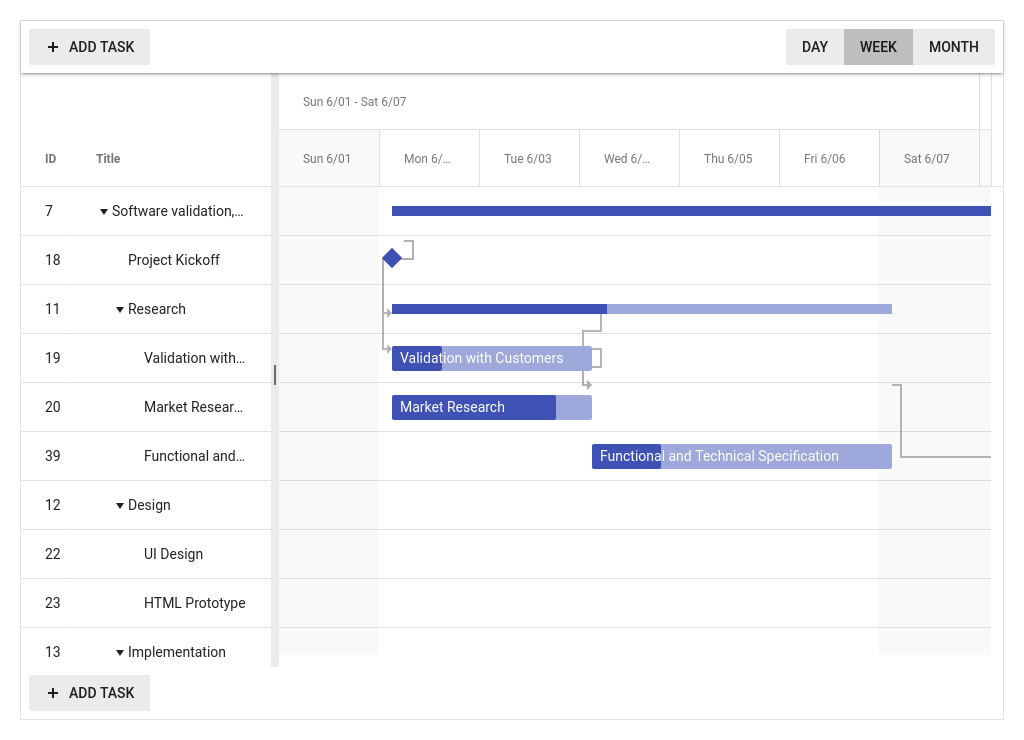 ADD TASK
DAY WEEK MONTH
Sun 6/01 - Sat 6/07
ID Title
Sun 6/01 Mon 6/... Tue 6/03 Wed 6/... Thu 6/05 Fri 6/06 Sat 6/07
7 Software validation,...
18 Project Kickoff
11 Research
19 Validation with... Validation with Customers
20 Market Resear... Market Research
39 Functional and... Functional and Technical Specification
12 Design
22 UI Design
23 HTML Prototype
13 Implementation
ADD TASK